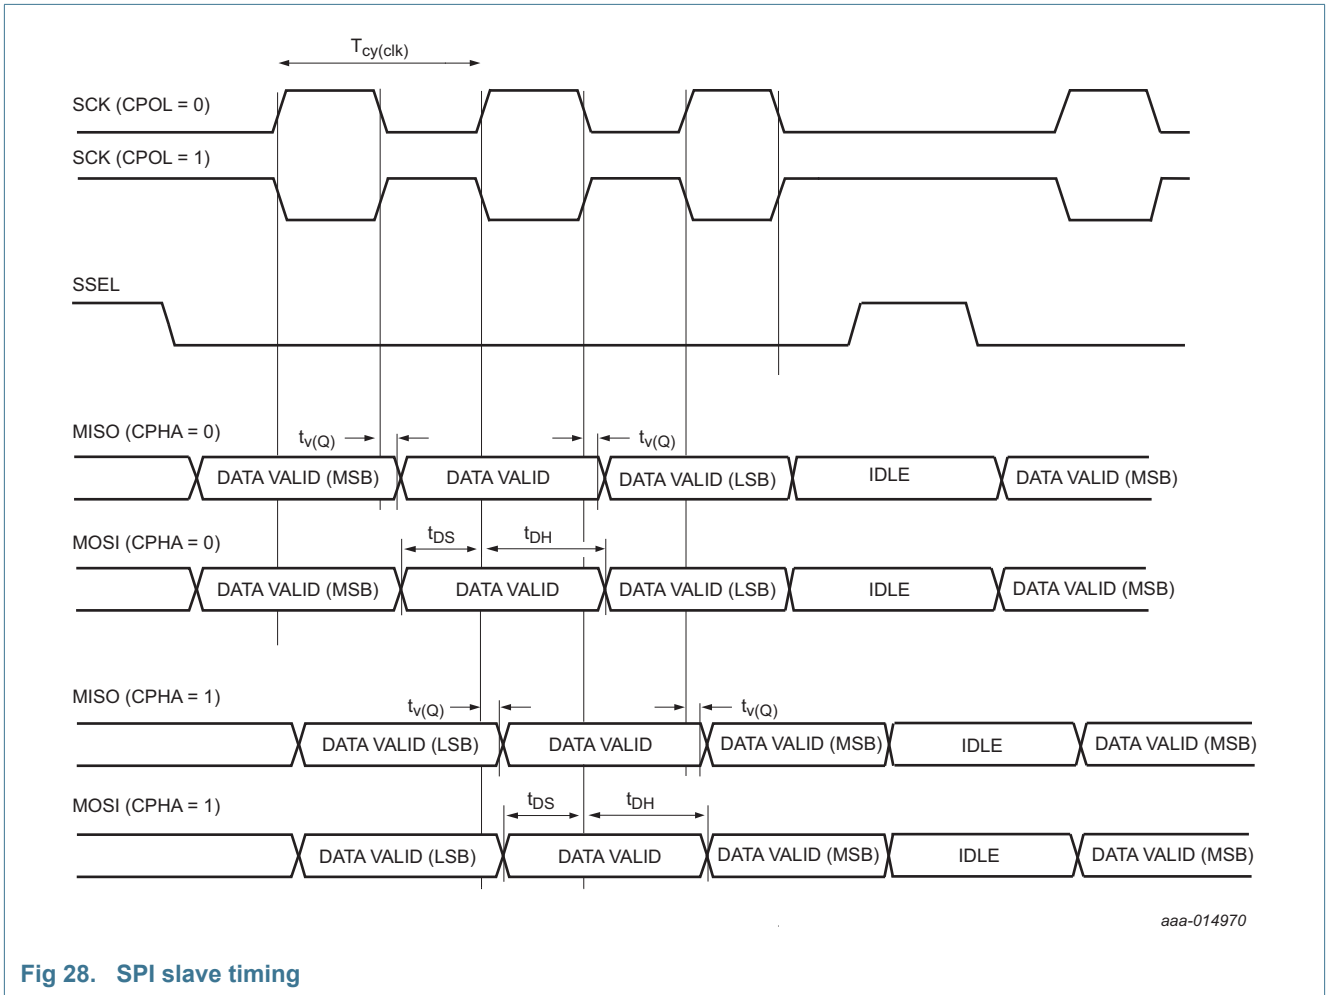 Tcy(clk)
SCK (CPOL = 0)
SCK (CPOL = 1)
SSEL
MISO (CPHA = 0)
tv(Q)
tv(Q)
DATA VALID (MSB)
DATA VALID
DATA VALID (LSB)
IDLE
DATA VALID (MSB)
MOSI (CPHA = 0)
tDS
tDH
DATA VALID (MSB)
DATA VALID
DATA VALID (LSB)
IDLE
DATA VALID (MSB)
MISO (CPHA = 1)
tv(Q)
tv(Q)
DATA VALID (LSB)
DATA VALID
DATA VALID (MSB)
IDLE
DATA VALID (MSB)
MOSI (CPHA = 1)
tDS
tDH
DATA VALID (LSB)
DATA VALID
DATA VALID (MSB)
IDLE
DATA VALID (MSB)
aaa-014970
Fig 28. SPI slave timing